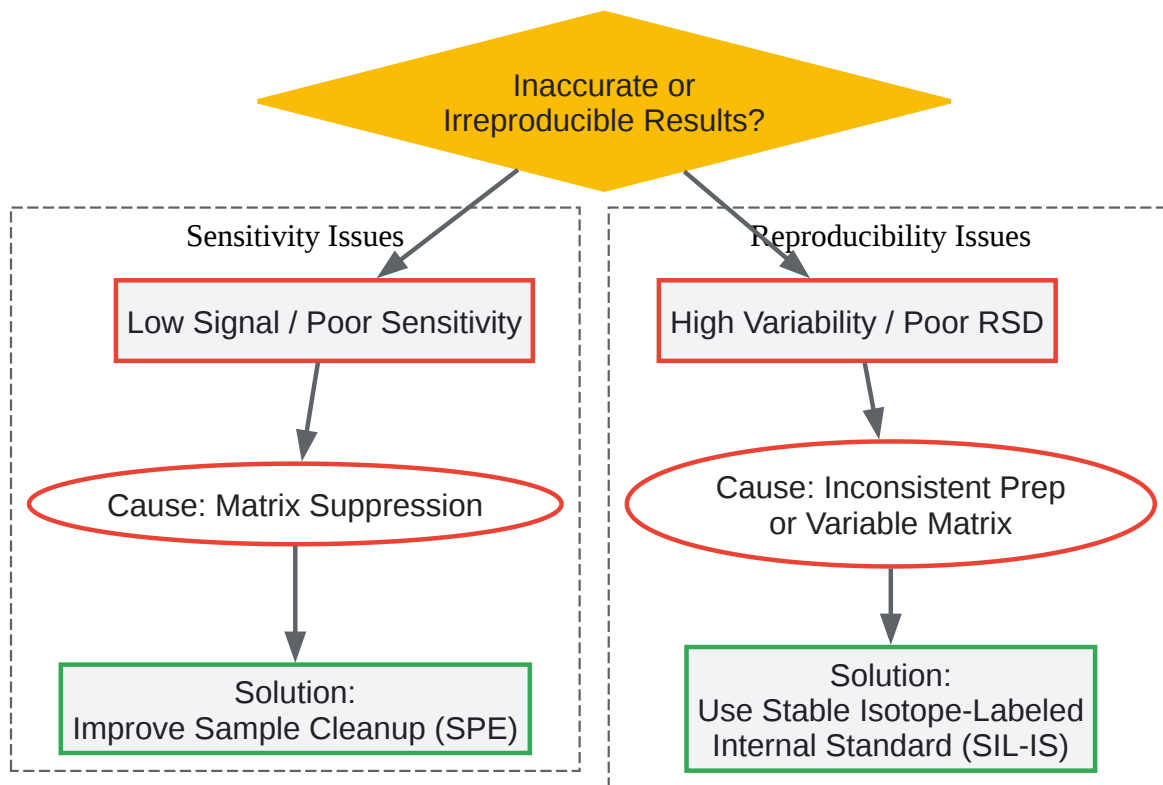 Inaccurate or
Irreproducible Results?
Sensitivity Issues
Low Signal / Poor Sensitivity
Cause: Matrix Suppression
Solution:
Improve Sample Cleanup (SPE)
Reproducibility Issues
High Variability / Poor RSD
Cause: Inconsistent Prep
or Variable Matrix
Solution:
Use Stable Isotope-Labeled
Internal Standard (SIL-IS)